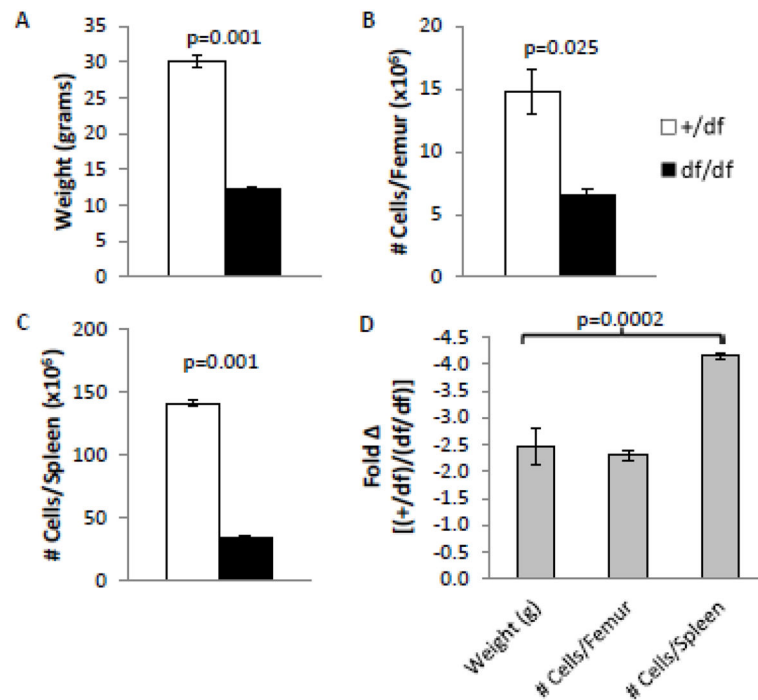 A
p=0.001
Weight (grams)
35
30
25
20
15
10
5
0
B
p=0.025
# Cells/Femur (x10⁶)
20
15
10
5
0
+/df
df/df
C
p=0.001
# Cells/Spleen (x10⁶)
200
150
100
50
0
D
p=0.0002
Fold Δ
[(+/df)/(df/df)]
-4.5
-4.0
-3.5
-3.0
-2.5
-2.0
-1.5
-1.0
-0.5
0.0
Weight (g)
# Cells/Femur
# Cells/Spleen